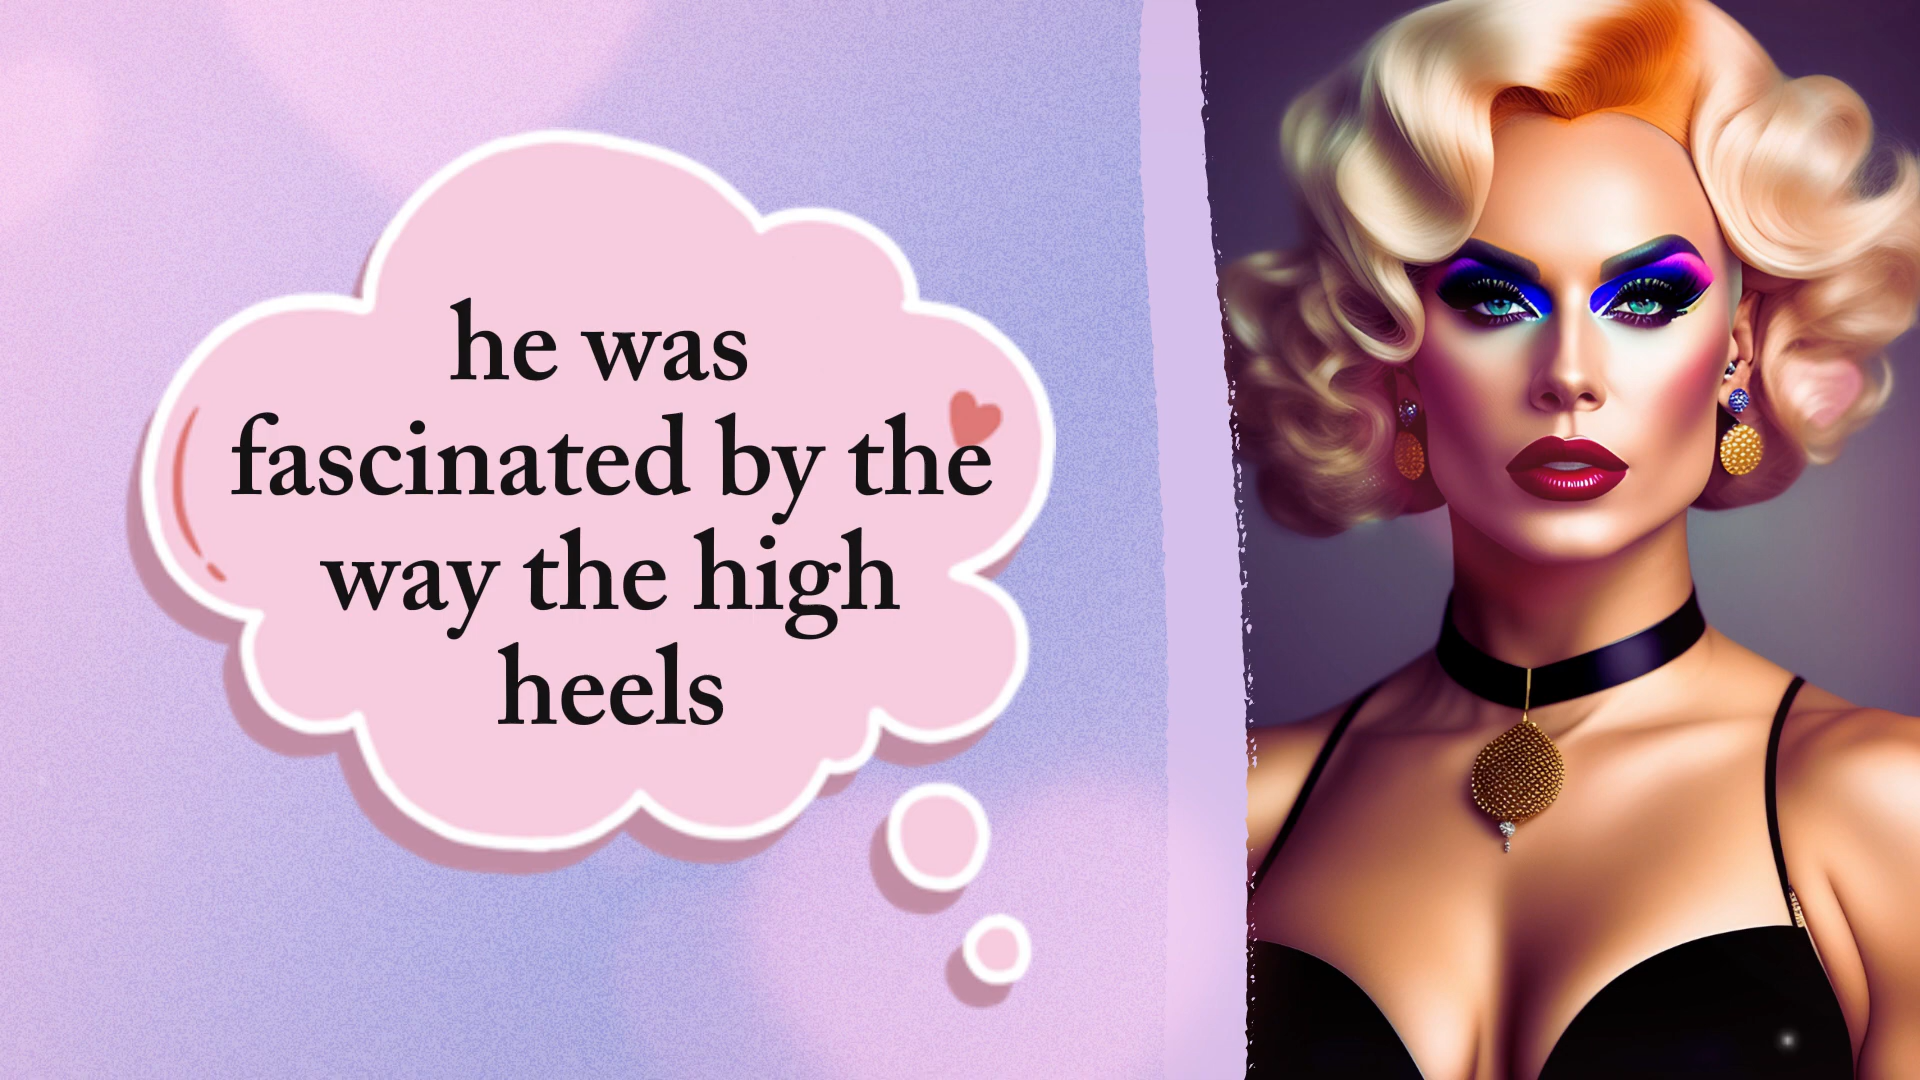 he was
fascinated by the
way the high
heels